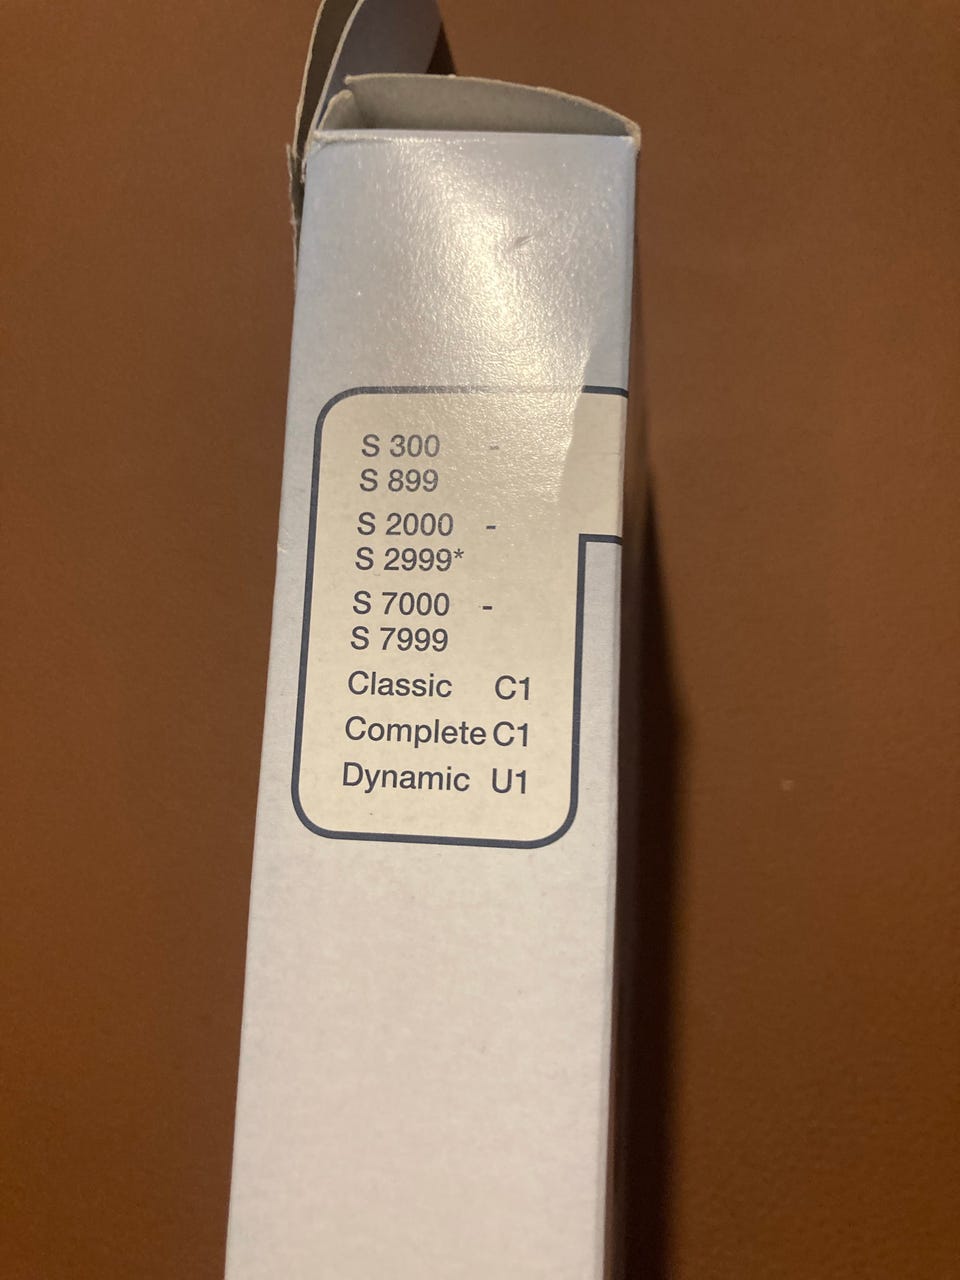 S 300 -
S 899
S 2000 -
S 2999*
S 7000 -
S 7999
Classic C1
Complete C1
Dynamic U1